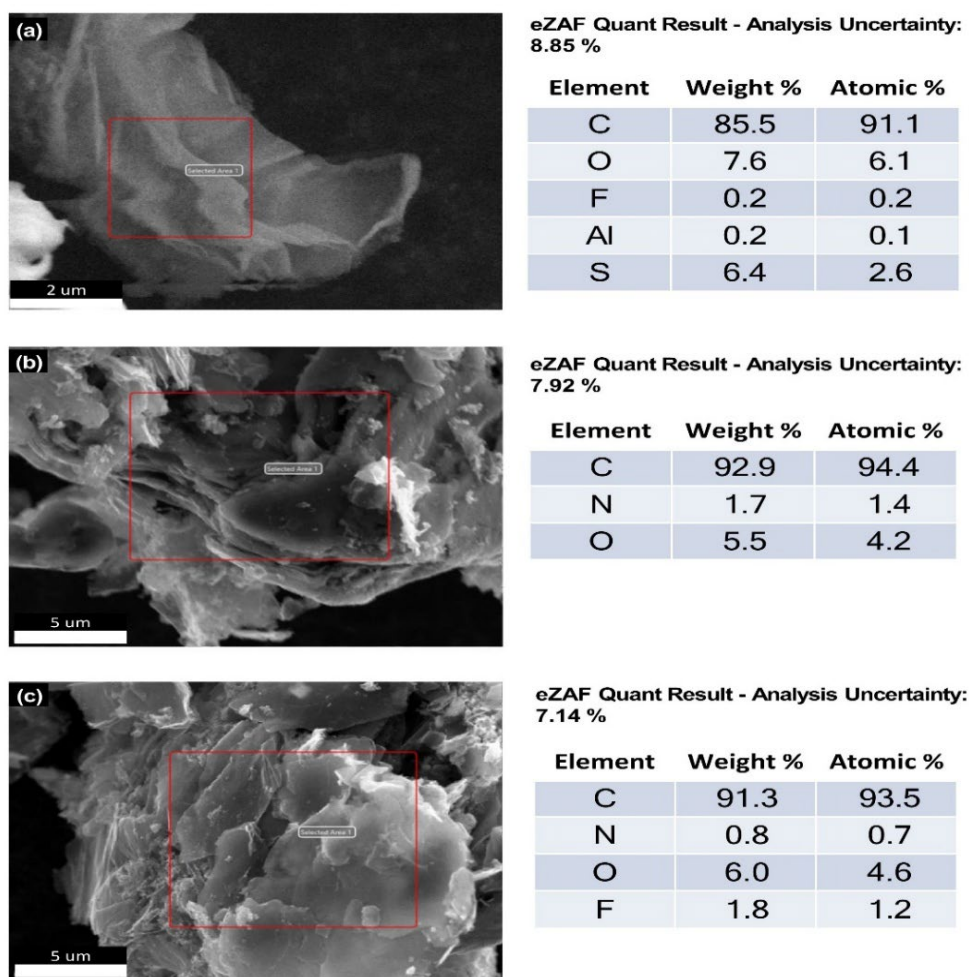 (a)
Selected Area 1
2 um
eZAF Quant Result - Analysis Uncertainty:
8.85 %
Element Weight % Atomic %
C 85.5 91.1
O 7.6 6.1
F 0.2 0.2
Al 0.2 0.1
S 6.4 2.6
(b)
Selected Area 1
5 um
eZAF Quant Result - Analysis Uncertainty:
7.92 %
Element Weight % Atomic %
C 92.9 94.4
N 1.7 1.4
O 5.5 4.2
(c)
Selected Area 1
5 um
eZAF Quant Result - Analysis Uncertainty:
7.14 %
Element Weight % Atomic %
C 91.3 93.5
N 0.8 0.7
O 6.0 4.6
F 1.8 1.2